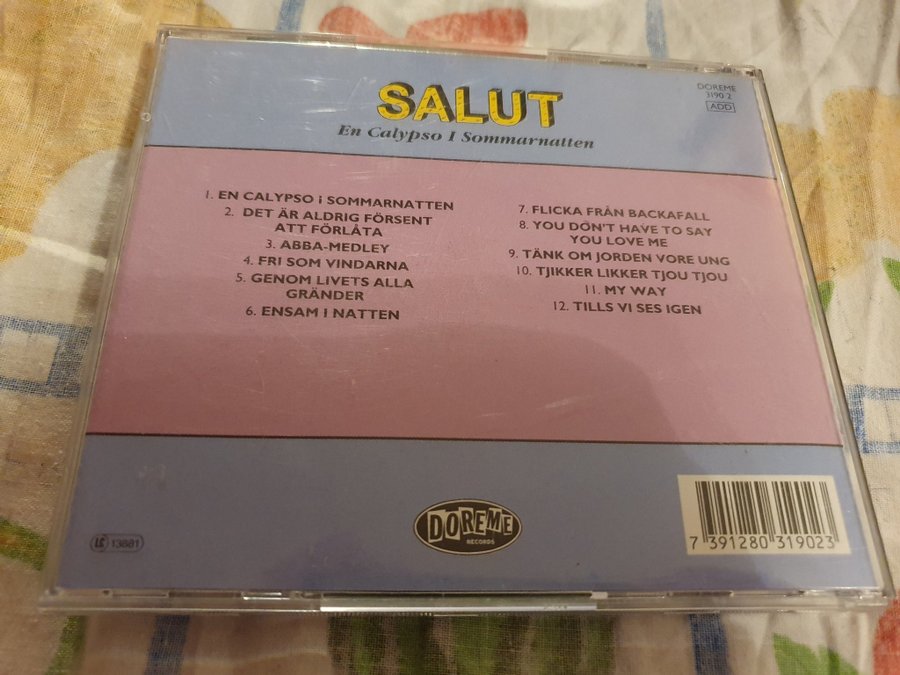 SALUT
En Calypso I Sommarnatten
DOREME
3190 2
ADD
1. EN CALYPSO i SOMMARNATTEN
2. DET ÄR ALDRIG FÖRSENT
ATT FÖRLÅTA
3. ABBA-MEDLEY
4. FRI SOM VINDARNA
5. GENOM LIVETS ALLA
GRÄNDER
6. ENSAM I NATTEN
7. FLICKA FRÅN BACKAFALL
8. YOU DON'T HAVE TO SAY
YOU LOVE ME
9. TÄNK OM JORDEN VORE UNG
10. TJIKKER LIKKER TJOU TJOU
11. MY WAY
12. TILLS VI SES IGEN
LC 13881
DOREME
RECORDS
7 391280 319023